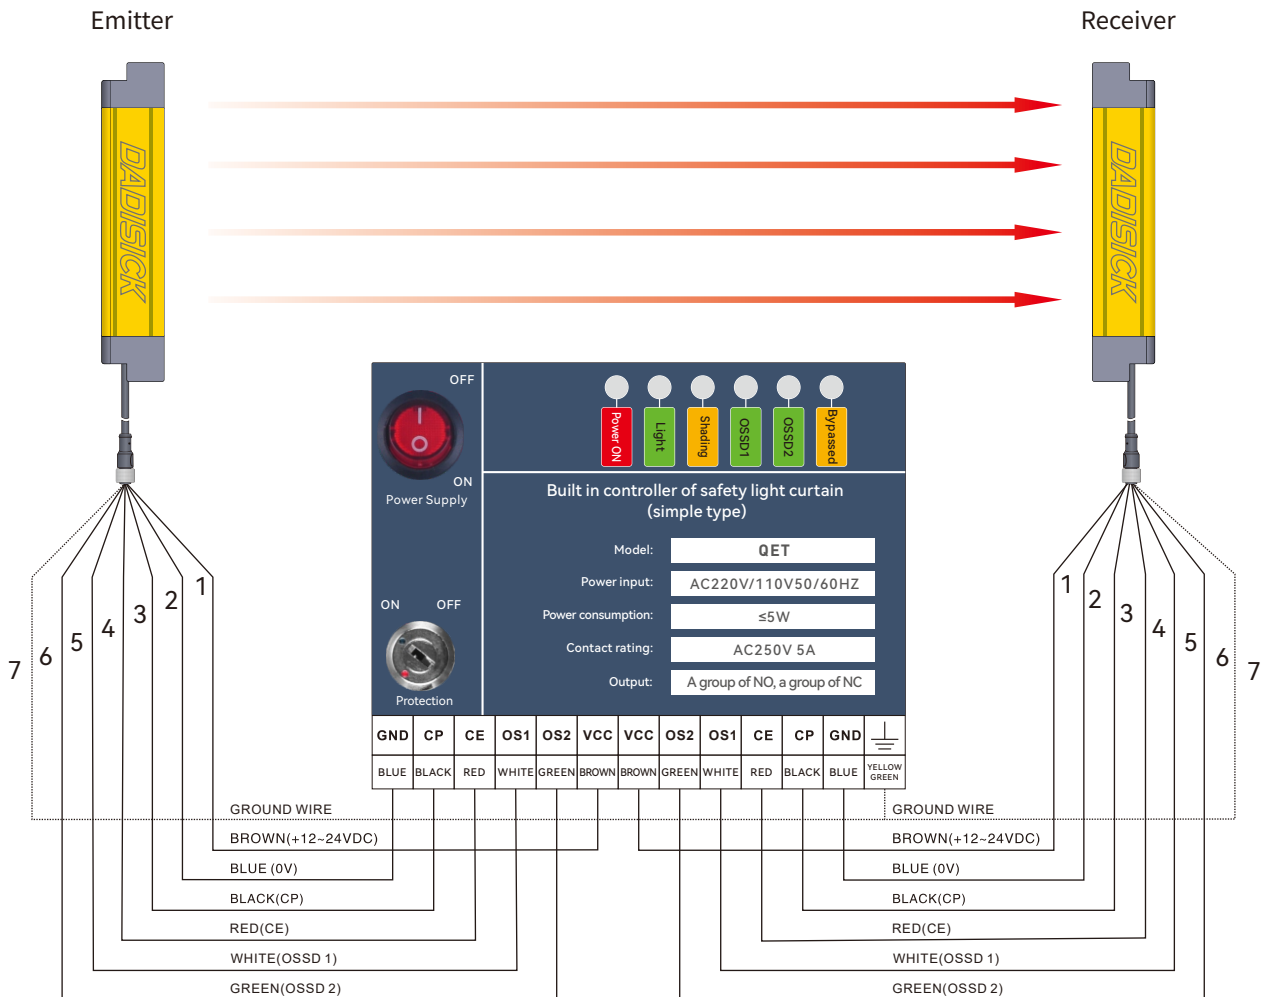 Emitter
Receiver
DADISICK
DADISICK
OFF
ON
Power Supply
Power ON
Light
Shading
OSSD1
OSSD2
Bypassed
Built in controller of safety light curtain
(simple type)
Model: QET
Power input: AC220V/110V50/60HZ
Power consumption: ≤5W
Contact rating: AC250V 5A
Output: A group of NO, a group of NC
ON OFF
Protection
GND CP CE OS1 OS2 VCC VCC OS2 OS1 CE CP GND
BLUE BLACK RED WHITE GREEN BROWN BROWN GREEN WHITE RED BLACK BLUE YELLOW GREEN
7 6 5 4 3 2 1
1 2 3 4 5 6 7
GROUND WIRE GROUND WIRE
BROWN(+12~24VDC) BROWN(+12~24VDC)
BLUE (0V) BLUE (0V)
BLACK(CP) BLACK(CP)
RED(CE) RED(CE)
WHITE(OSSD 1) WHITE(OSSD 1)
GREEN(OSSD 2) GREEN(OSSD 2)